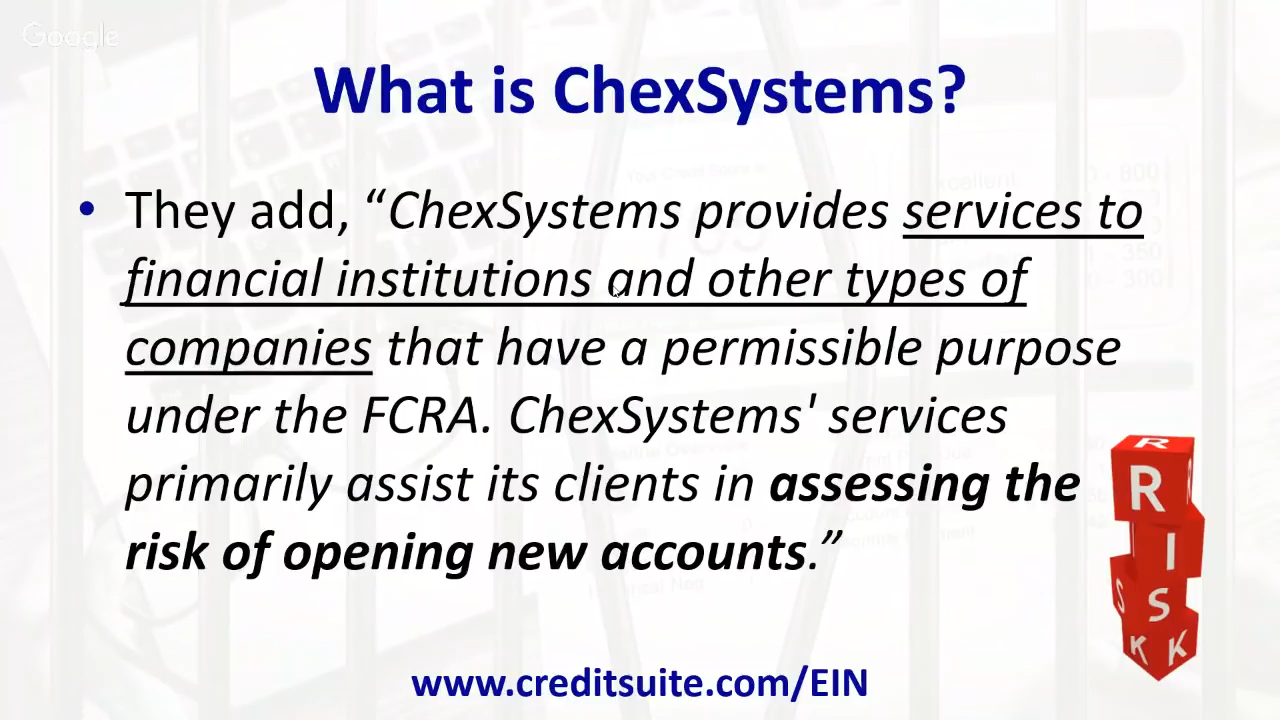 Google
What is ChexSystems?
• They add, “ChexSystems provides services to
financial institutions and other types of
companies that have a permissible purpose
under the FCRA. ChexSystems' services
primarily assist its clients in assessing the
risk of opening new accounts.”
R
R
I
S
S
K
K
www.creditsuite.com/EIN